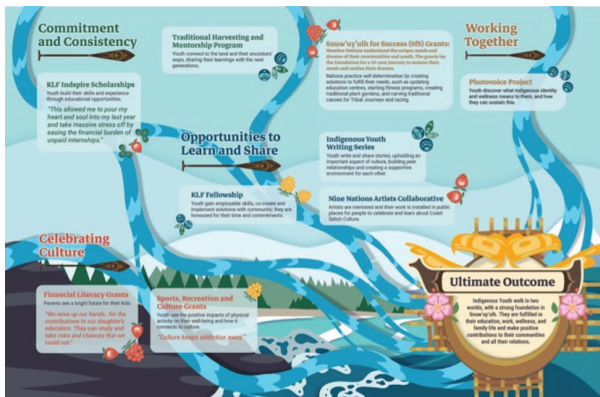 Commitment
and Consistency
KLF Indspire Scholarships
Youth build their skills and experience
through educational opportunities.
"This allowed me to pour my
heart and soul into my last year
and take massive stress off by
easing the financial burden of
unpaid internships."
Traditional Harvesting and
Mentorship Program
Youth connect to the land and their ancestors'
ways, sharing their learnings with the next
generations.
Snuw'uy'ulh for Success (SfS) Grants:
Member Nations understand the unique needs and
dreams of their communities and youth. The grants lay
the foundation for a 10-year journey to sustain their
needs and realize their dreams.
Nations practice self-determination by creating
solutions to fulfil their needs, such as updating
education centres, starting fitness programs, creating
traditional plant gardens, and carving traditional
canoes for Tribal Journeys and racing.
Working
Together
Photovoice Project
Youth discover what Indigenous identity
and wellness means to them, and how
they can sustain this.
Opportunities to
Learn and Share
KLF Fellowship
Youth gain employable skills, co-create and
implement solutions with community; they are
honoured for their time and commitments.
Indigenous Youth
Writing Series
Youth write and share stories, upholding an
important aspect of culture, building peer
relationships and creating a supportive
environment for each other.
Nine Nations Artists Collaborative
Artists are mentored and their work is installed in public
places for people to celebrate and learn about Coast
Salish Culture.
Celebrating
Culture
Financial Literacy Grants
Parents see a bright future for their kids:
"We raise up our hands...for the
contributions to our daughter's
education. They can study and
take risks and chances that we
could not."
Sports, Recreation and
Culture Grants
Youth see the positive impacts of physical
activity on their well-being and how it
connects to culture.
"Culture keeps addiction away."
Ultimate Outcome
Indigenous Youth walk in two
worlds, with a strong foundation in
Snuw'uy'ulh. They are fulfilled in
their education, work, wellness, and
family life and make positive
contributions to their communities
and all their relations.